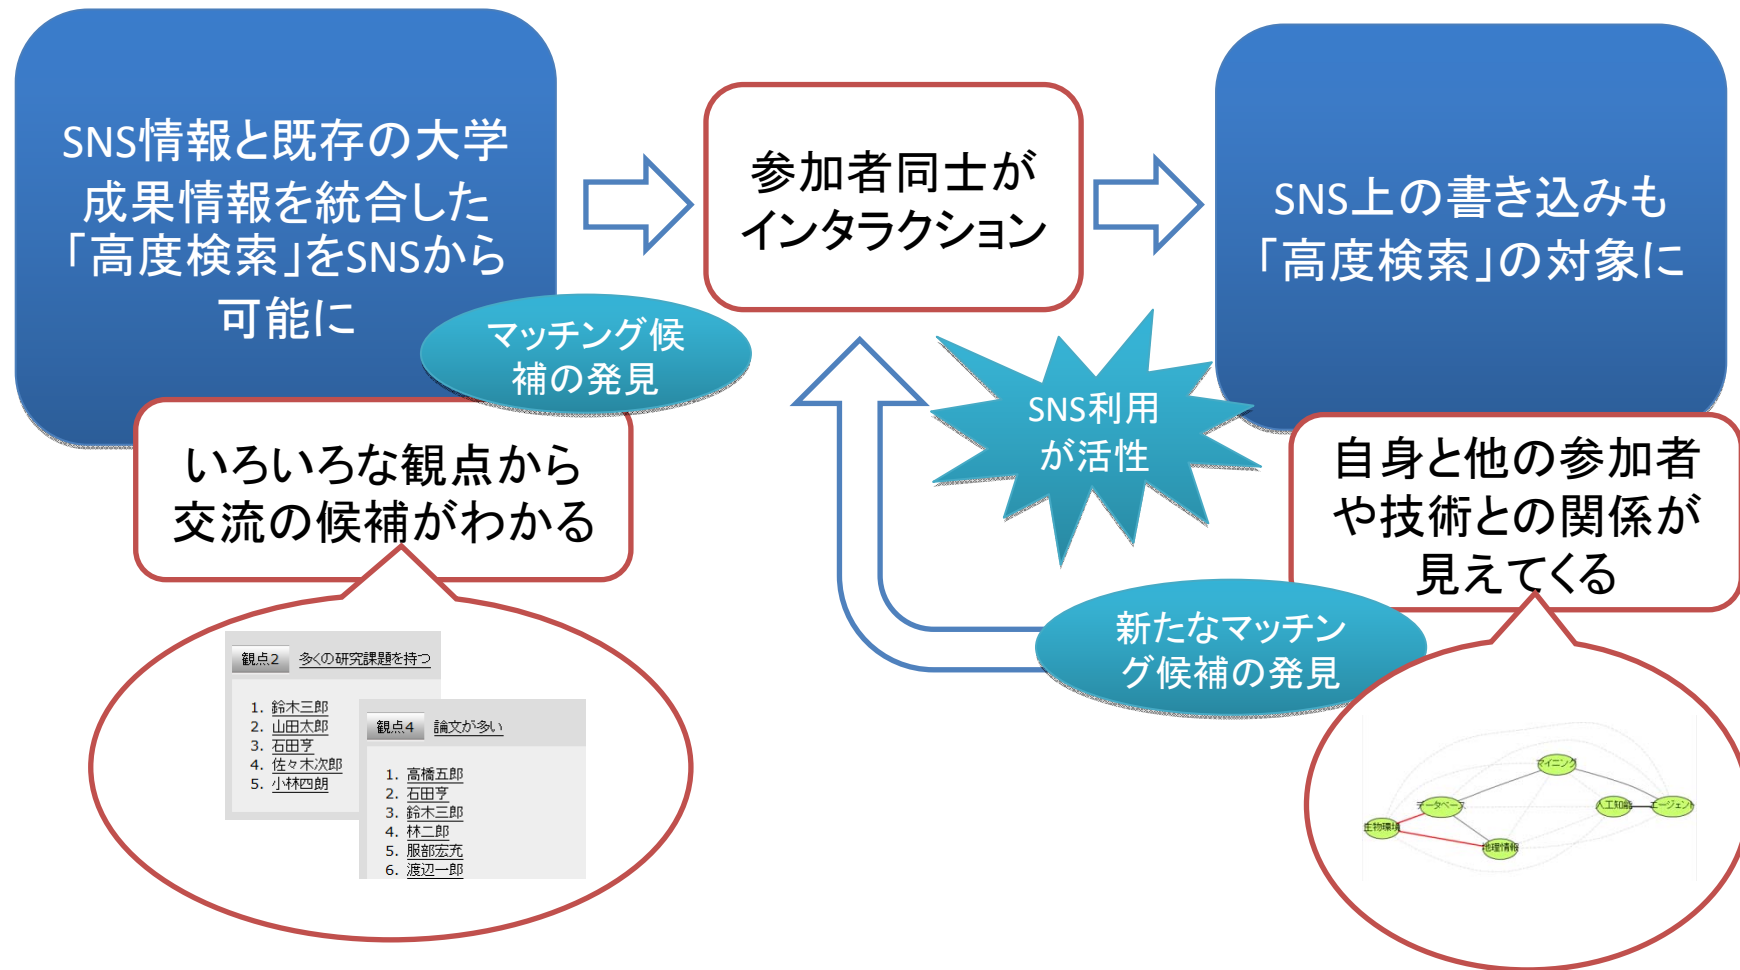 SNS情報と既存の大学
成果情報を統合した
「高度検索」をSNSから
可能に
マッチング候
補の発見
いろいろな観点から
交流の候補がわかる
観点2 多くの研究課題を持つ
1. 鈴木三郎
2. 山田太郎
3. 石田亨
4. 佐々木次郎
5. 小林四朗
観点4 論文が多い
1. 高橋五郎
2. 石田亨
3. 鈴木三郎
4. 林二郎
5. 服部宏充
6. 渡辺一郎
参加者同士が
インタラクション
SNS利用
が活性
新たなマッチン
グ候補の発見
SNS上の書き込みも
「高度検索」の対象に
自身と他の参加者
や技術との関係が
見えてくる
マイニング
データベース
人工知能
エージェント
生物環境
地理情報